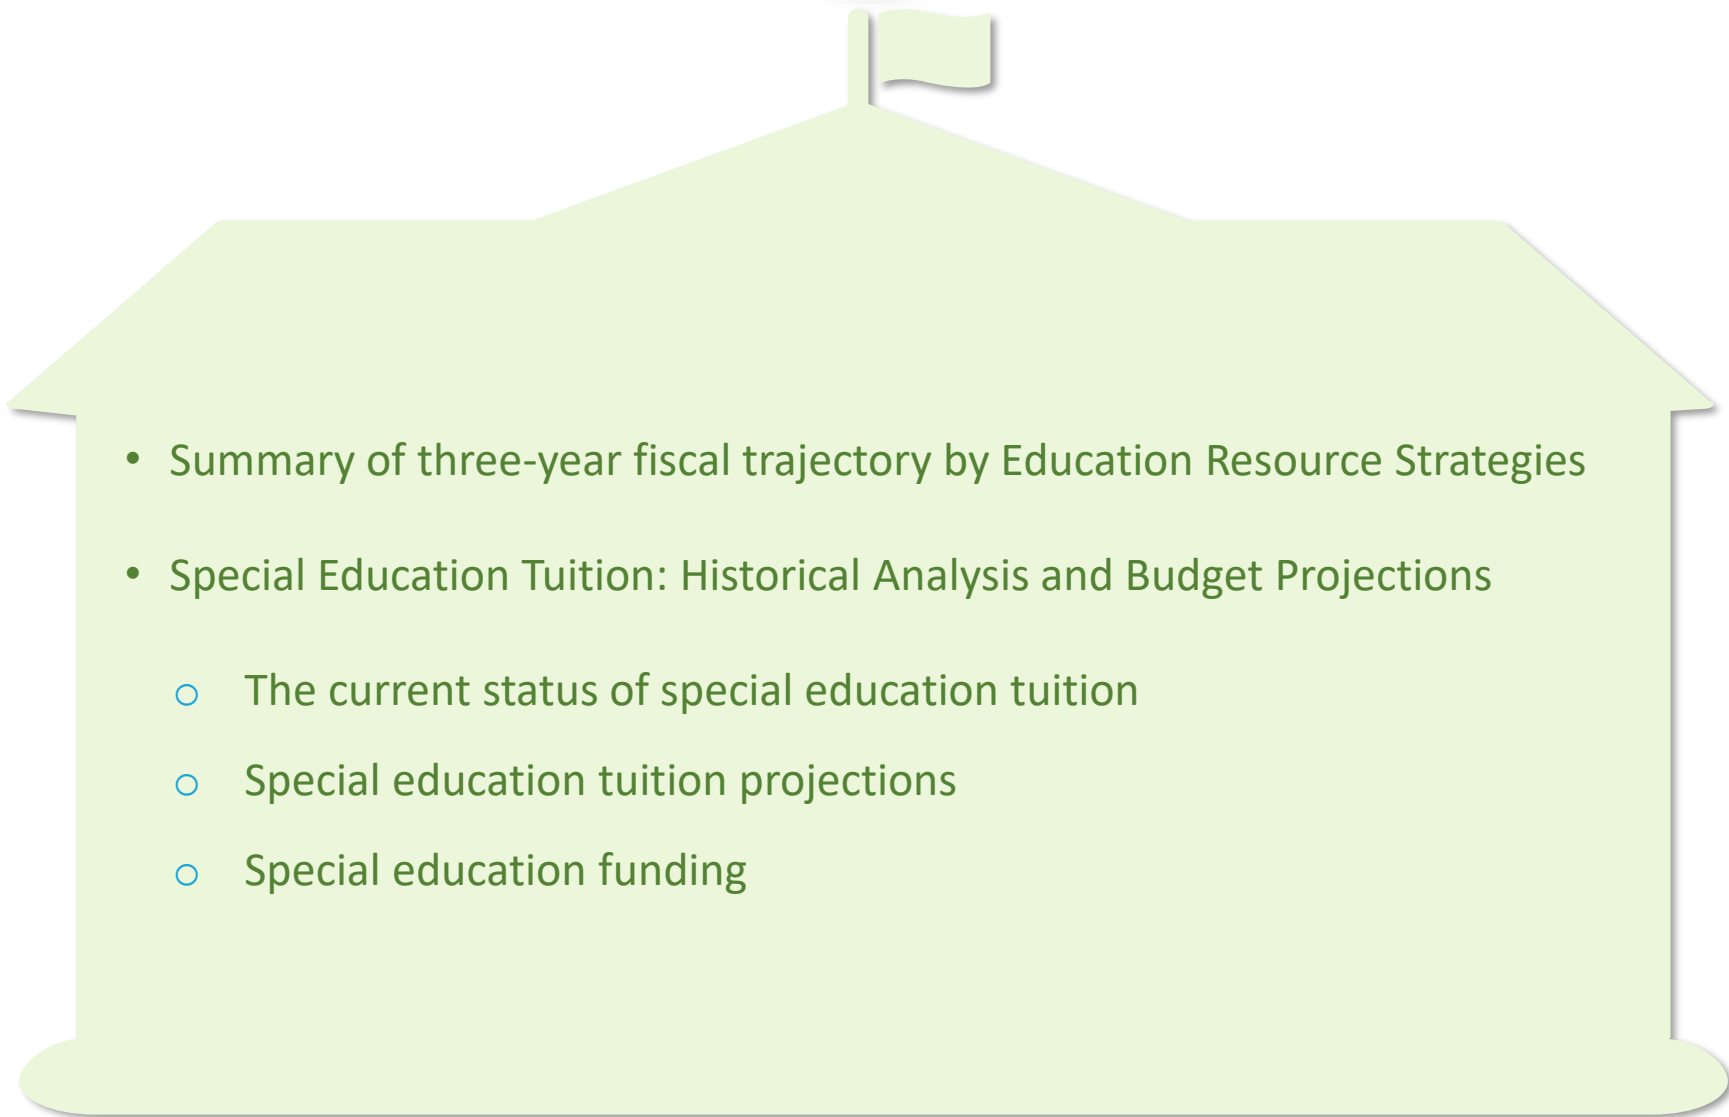 • Summary of three-year fiscal trajectory by Education Resource Strategies
• Special Education Tuition: Historical Analysis and Budget Projections
o The current status of special education tuition
o Special education tuition projections
o Special education funding